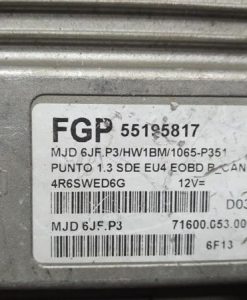 FGP 55195817
MJD 6JF.P3/HW1BM/1065-P351
PUNTO 1.3 SDE EU4 EOBD B. CAN
4R6SWED6G 12V=
D03
MJD 6JF.P3 71600.053.00
6F13